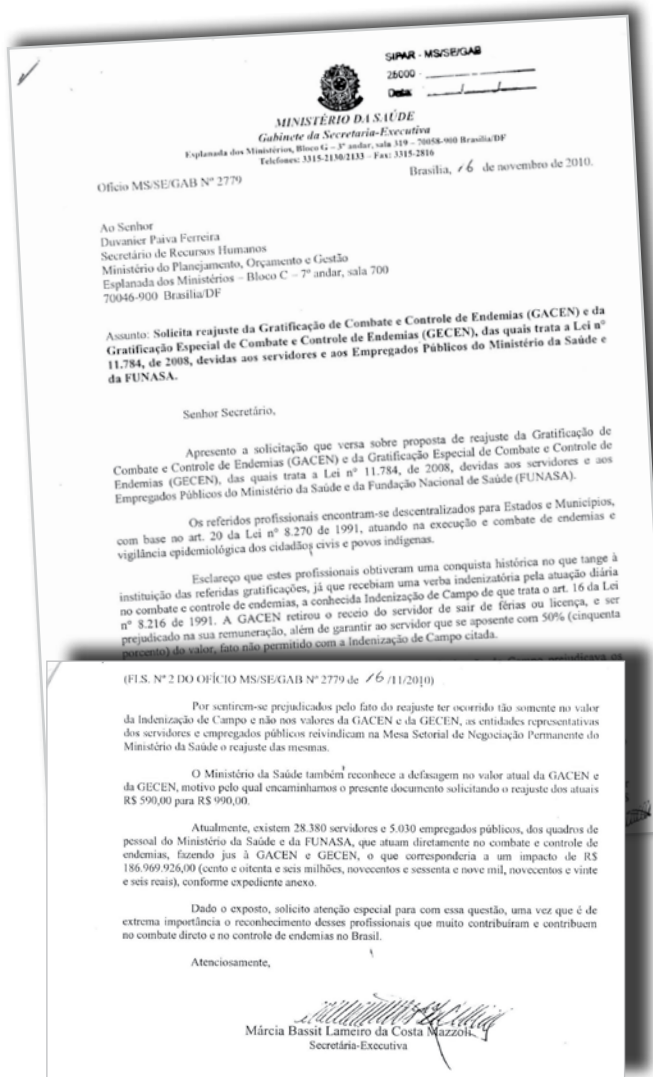 SIPAR - MS/SE/GAB
25000 -
Data: ___/___/___
MINISTÉRIO DA SAÚDE
Gabinete da Secretaria-Executiva
Esplanada dos Ministérios, Bloco G – 3º andar, sala 319 – 70058-900 Brasília/DF
Telefones: 3315-2130/2133 – Fax: 3315-2816
Ofício MS/SE/GAB Nº 2779
Brasília, 16 de novembro de 2010.
Ao Senhor
Duvanier Paiva Ferreira
Secretário de Recursos Humanos
Ministério do Planejamento, Orçamento e Gestão
Esplanada dos Ministérios – Bloco C – 7º andar, sala 700
70046-900 Brasília/DF
Assunto: Solicita reajuste da Gratificação de Combate e Controle de Endemias (GACEN) e da
Gratificação Especial de Combate e Controle de Endemias (GECEN), das quais trata a Lei nº
11.784, de 2008, devidas aos servidores e aos Empregados Públicos do Ministério da Saúde e
da FUNASA.
Senhor Secretário,
Apresento a solicitação que versa sobre proposta de reajuste da Gratificação de
Combate e Controle de Endemias (GACEN) e da Gratificação Especial de Combate e Controle de
Endemias (GECEN), das quais trata a Lei nº 11.784, de 2008, devidas aos servidores e aos
Empregados Públicos do Ministério da Saúde e da Fundação Nacional de Saúde (FUNASA).
Os referidos profissionais encontram-se descentralizados para Estados e Municípios,
com base no art. 20 da Lei nº 8.270 de 1991, atuando na execução e combate de endemias e
vigilância epidemiológica dos cidadãos civis e povos indígenas.
Esclareço que estes profissionais obtiveram uma conquista histórica no que tange à
instituição das referidas gratificações, já que recebiam uma verba indenizatória pela atuação diária
no combate e controle de endemias, a conhecida Indenização de Campo de que trata o art. 16 da Lei
nº 8.216 de 1991. A GACEN retirou o receio do servidor de sair de férias ou licença, e ser
prejudicado na sua remuneração, além de garantir ao servidor que se aposente com 50% (cinquenta
porcento) do valor, fato não permitido com a Indenização de Campo citada.
(FLS. Nº 2 DO OFÍCIO MS/SE/GAB Nº 2779 de 16/11/2010)
Por sentirem-se prejudicados pelo fato do reajuste ter ocorrido tão somente no valor
da Indenização de Campo e não nos valores da GACEN e da GECEN, as entidades representativas
dos servidores e empregados públicos reivindicam na Mesa Setorial de Negociação Permanente do
Ministério da Saúde o reajuste das mesmas.
O Ministério da Saúde também reconhece a defasagem no valor atual da GACEN e
da GECEN, motivo pelo qual encaminhamos o presente documento solicitando o reajuste dos atuais
R$ 590,00 para R$ 990,00.
Atualmente, existem 28.380 servidores e 5.030 empregados públicos, dos quadros de
pessoal do Ministério da Saúde e da FUNASA, que atuam diretamente no combate e controle de
endemias, fazendo jus à GACEN e GECEN, o que corresponderia a um impacto de R$
186.969.926,00 (cento e oitenta e seis milhões, novecentos e sessenta e nove mil, novecentos e vinte
e seis reais), conforme expediente anexo.
Dado o exposto, solicito atenção especial para com essa questão, uma vez que é de
extrema importância o reconhecimento desses profissionais que muito contribuíram e contribuem
no combate direto e no controle de endemias no Brasil.
Atenciosamente,
Márcia Bassit Lameiro da Costa Mazzoli
Secretária-Executiva